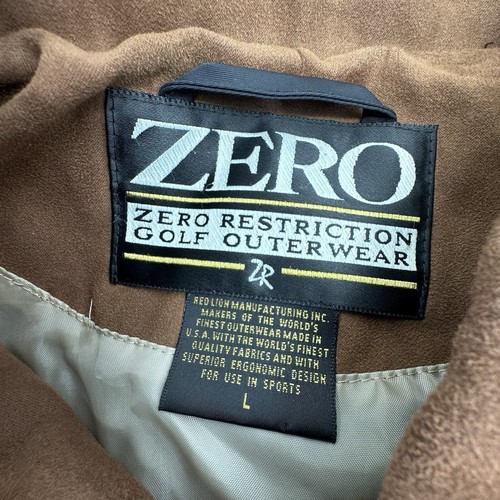 ZERO
ZERO RESTRICTION
GOLF OUTERWEAR
ZR
RED LION MANUFACTURING INC.
MAKERS OF THE WORLD'S
FINEST OUTERWEAR MADE IN
U.S.A. WITH THE WORLD'S FINEST
QUALITY FABRICS AND WITH
SUPERIOR ERGONOMIC DESIGN
FOR USE IN SPORTS
L